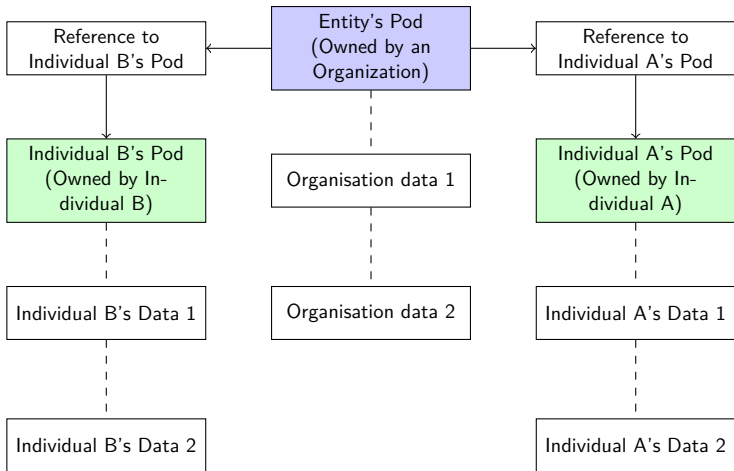 Reference to
Individual B's Pod
Entity's Pod
(Owned by an
Organization)
Reference to
Individual A's Pod
Individual B's Pod
(Owned by In-
dividual B)
Organisation data 1
Individual A's Pod
(Owned by In-
dividual A)
Individual B's Data 1
Organisation data 2
Individual A's Data 1
Individual B's Data 2
Individual A's Data 2